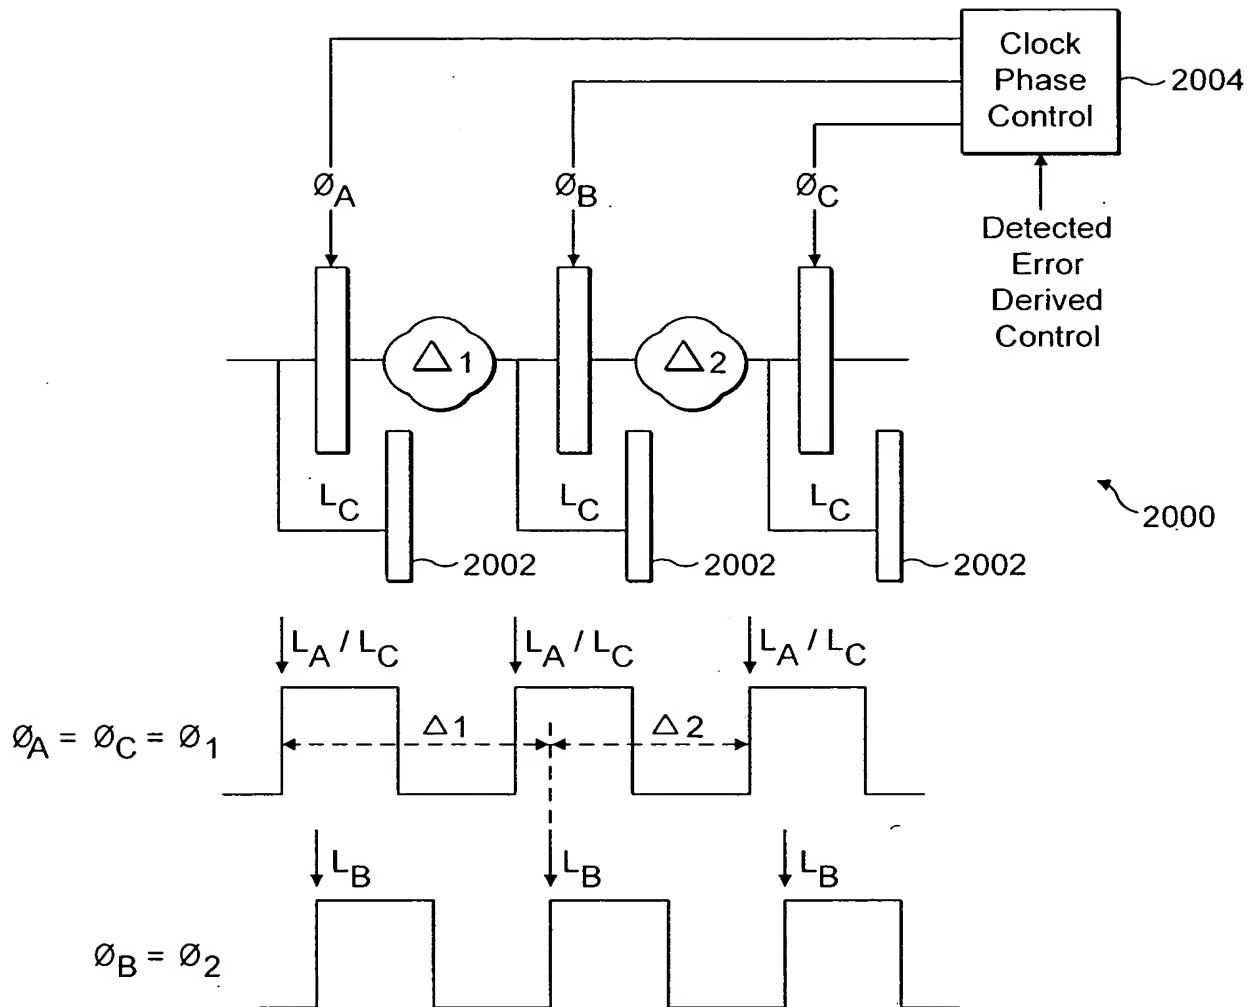 Clock
Phase
Control
2004
ØA
ØB
ØC
Detected
Error
Derived
Control
△1
△2
LC
LC
LC
2002
2002
2002
2000
LA / LC
LA / LC
LA / LC
△1
△2
ØA = ØC = Ø1
LB
LB
LB
ØB = Ø2